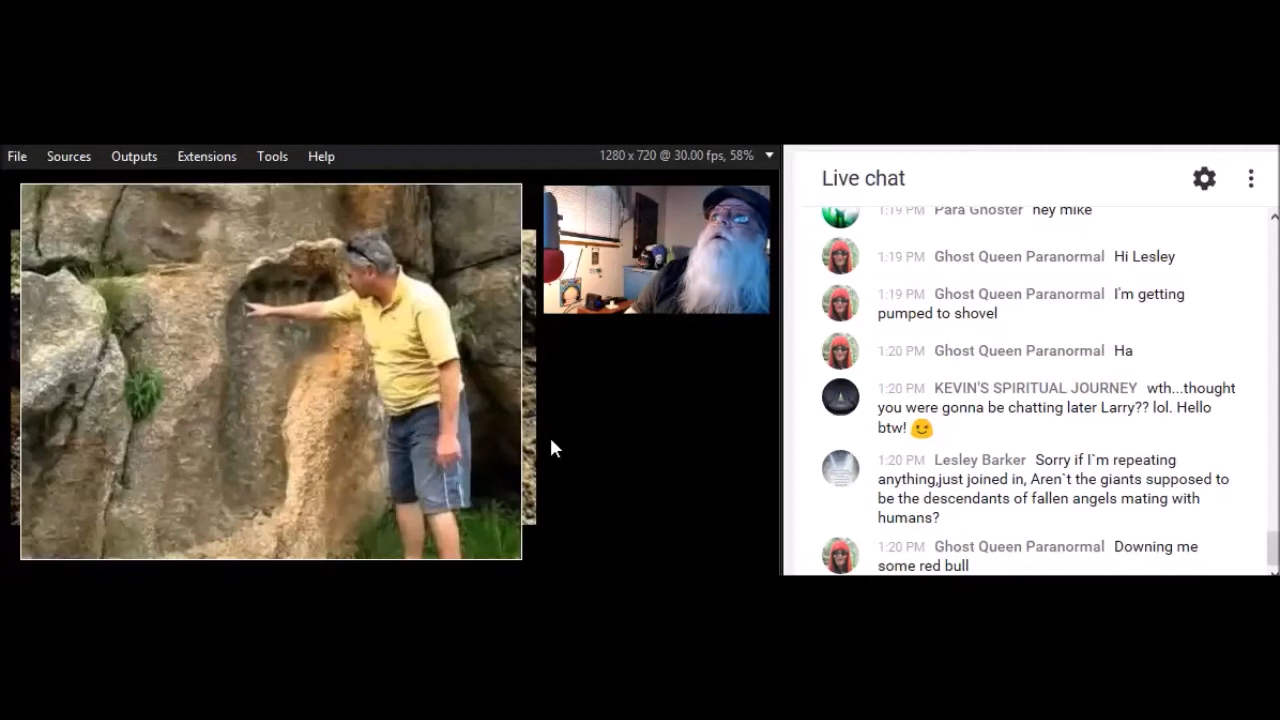 File Sources Outputs Extensions Tools Help
1280 x 720 @ 30.00 fps, 58%
Live chat
1:19 PM Para Ghoster hey mike
1:19 PM Ghost Queen Paranormal Hi Lesley
1:19 PM Ghost Queen Paranormal I'm getting
pumped to shovel
1:20 PM Ghost Queen Paranormal Ha
1:20 PM KEVIN'S SPIRITUAL JOURNEY wth...thought
you were gonna be chatting later Larry?? lol. Hello
btw! 😉
1:20 PM Lesley Barker Sorry if I`m repeating
anything,just joined in, Aren`t the giants supposed to
be the descendants of fallen angels mating with
humans?
1:20 PM Ghost Queen Paranormal Downing me
some red bull